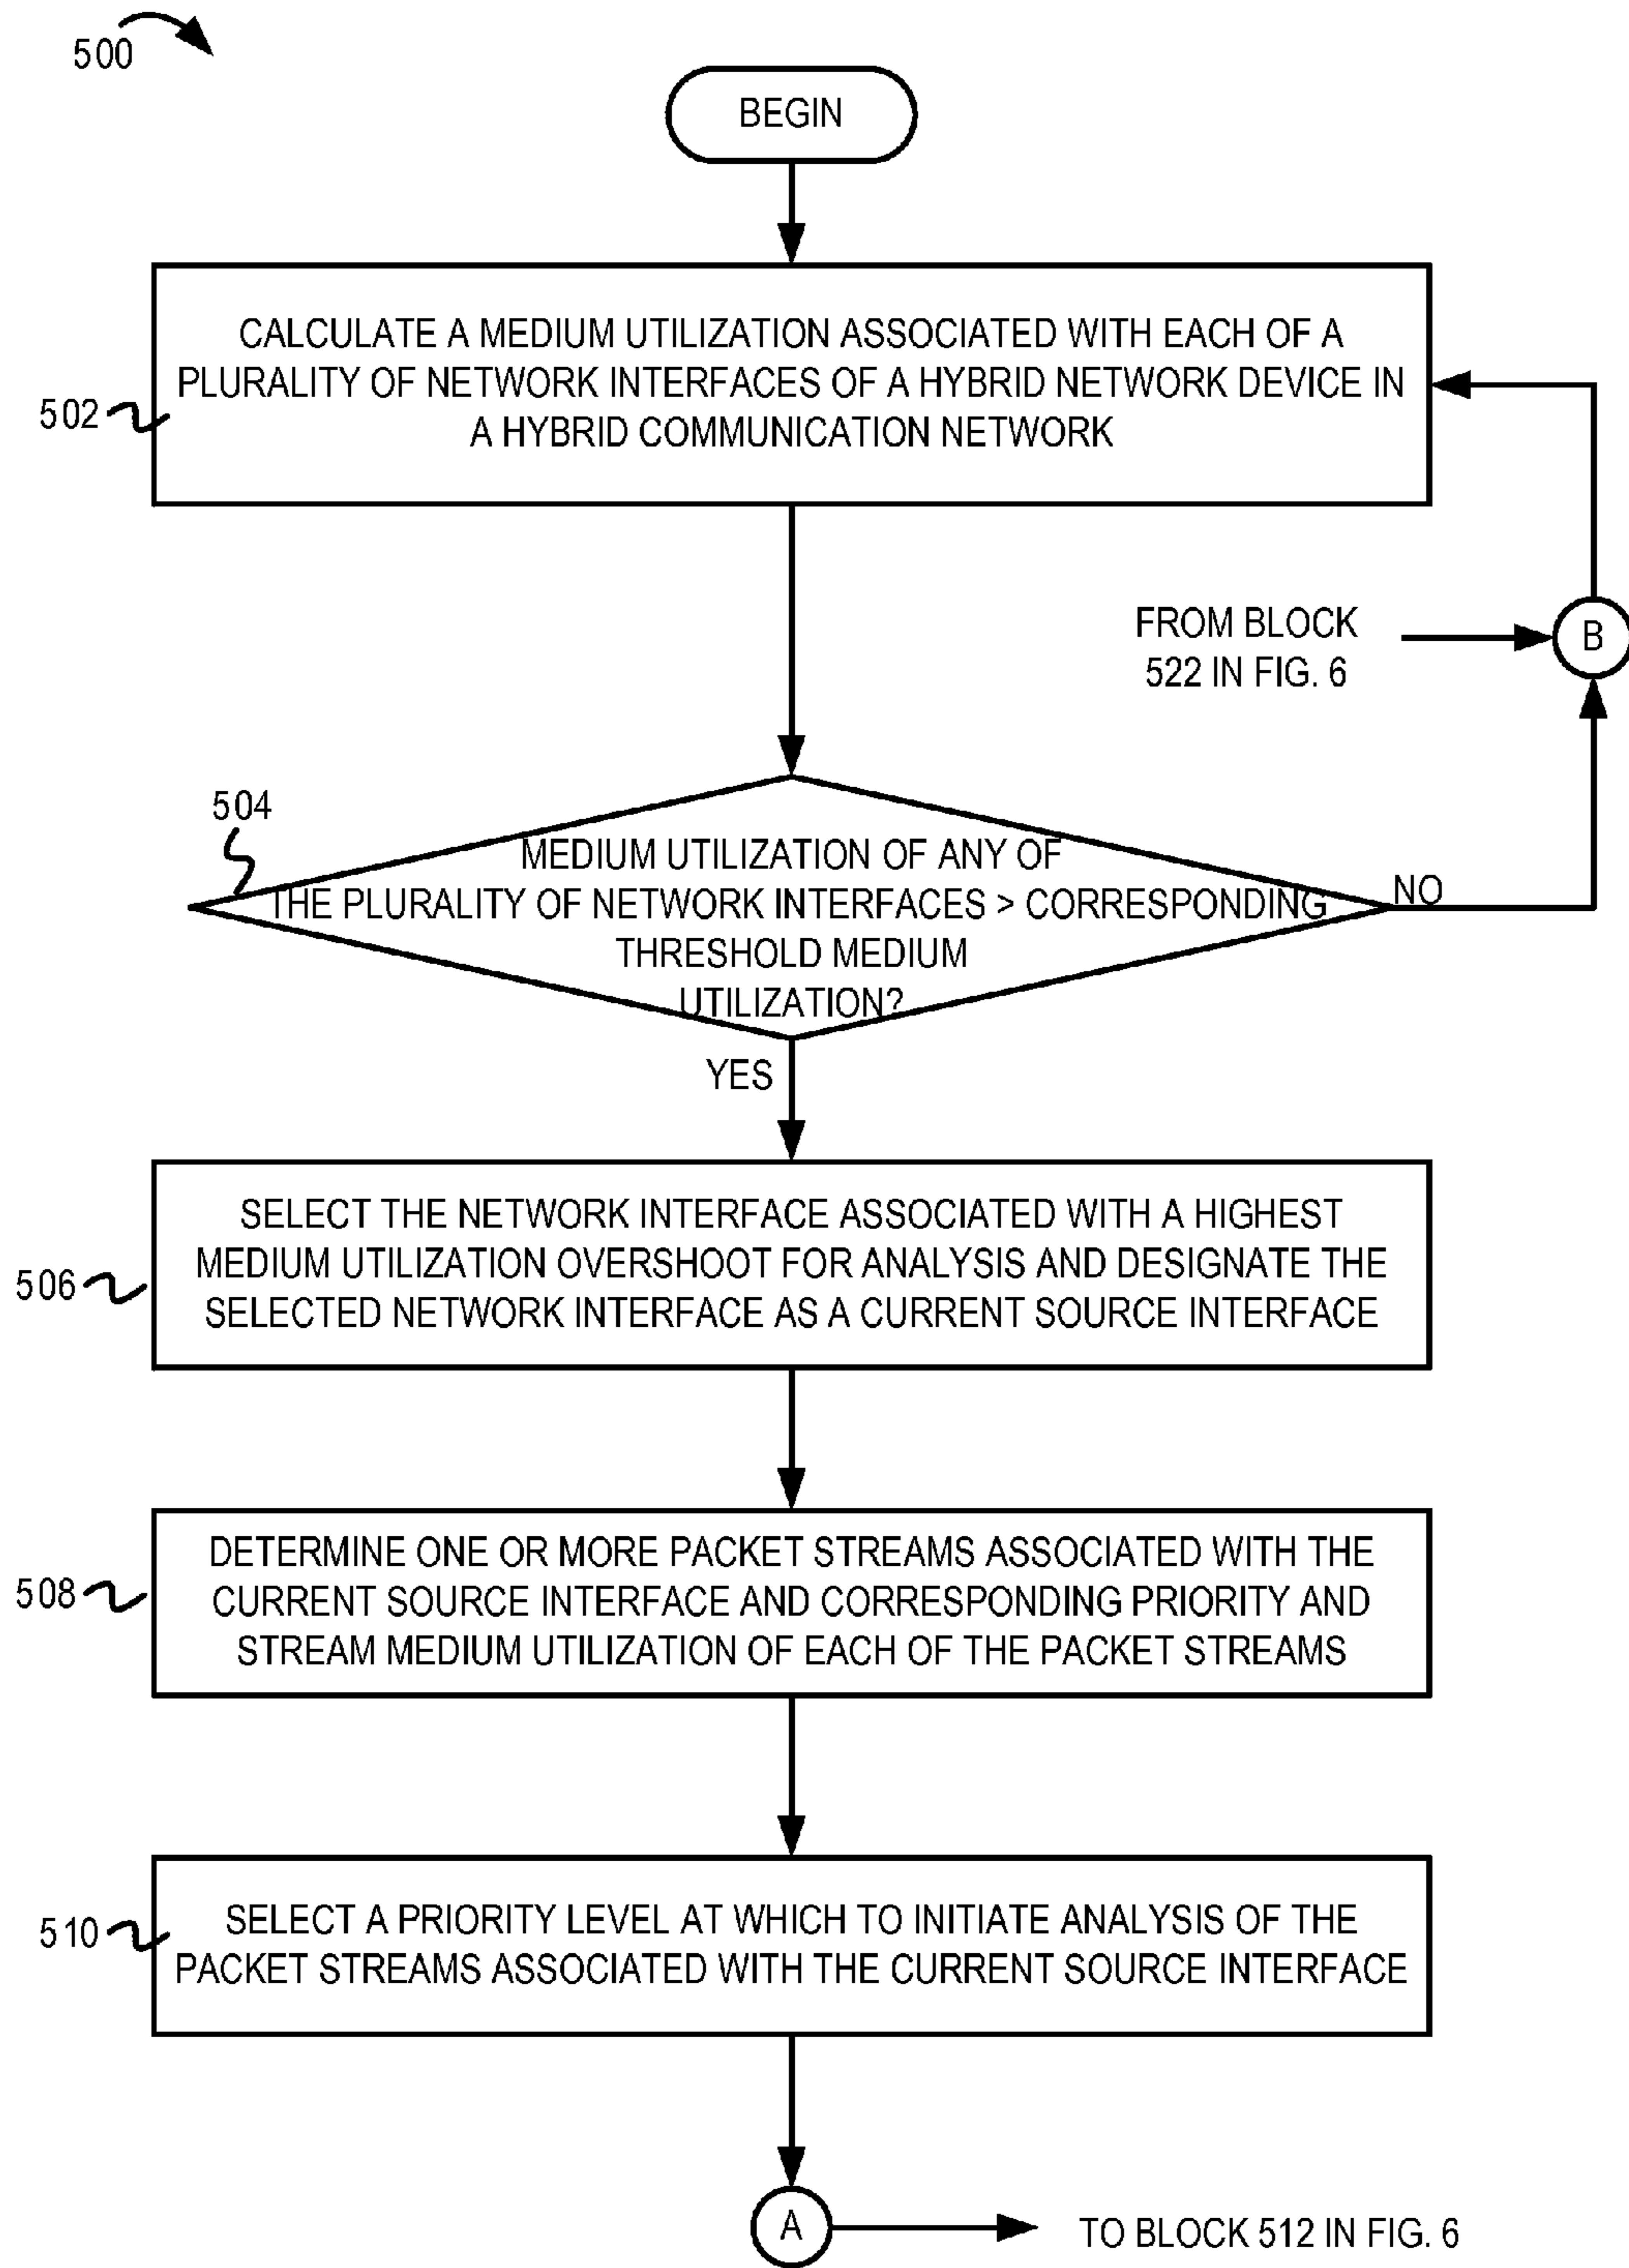 500
BEGIN
CALCULATE A MEDIUM UTILIZATION ASSOCIATED WITH EACH OF A
PLURALITY OF NETWORK INTERFACES OF A HYBRID NETWORK DEVICE IN
A HYBRID COMMUNICATION NETWORK
502
FROM BLOCK
522 IN FIG. 6
B
504
MEDIUM UTILIZATION OF ANY OF
THE PLURALITY OF NETWORK INTERFACES > CORRESPONDING
THRESHOLD MEDIUM
UTILIZATION?
NO
YES
SELECT THE NETWORK INTERFACE ASSOCIATED WITH A HIGHEST
MEDIUM UTILIZATION OVERSHOOT FOR ANALYSIS AND DESIGNATE THE
SELECTED NETWORK INTERFACE AS A CURRENT SOURCE INTERFACE
506
DETERMINE ONE OR MORE PACKET STREAMS ASSOCIATED WITH THE
CURRENT SOURCE INTERFACE AND CORRESPONDING PRIORITY AND
STREAM MEDIUM UTILIZATION OF EACH OF THE PACKET STREAMS
508
SELECT A PRIORITY LEVEL AT WHICH TO INITIATE ANALYSIS OF THE
PACKET STREAMS ASSOCIATED WITH THE CURRENT SOURCE INTERFACE
510
A
TO BLOCK 512 IN FIG. 6